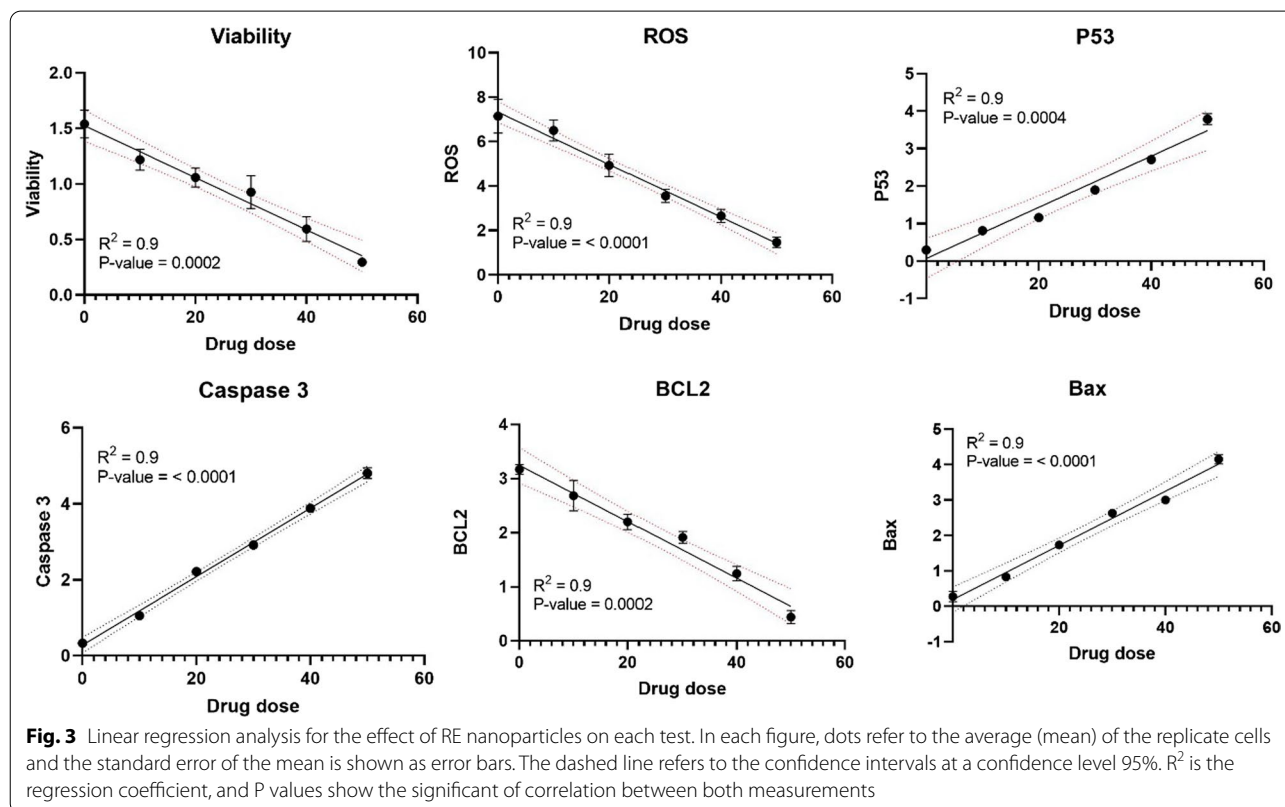 Viability
2.0
1.5
1.0
0.5
0.0
0 20 40 60
Viability
Drug dose
R² = 0.9
P-value = 0.0002
ROS
8
6
4
2
0
0 20 40 60
ROS
Drug dose
R² = 0.9
P-value = < 0.0001
P53
5
4
3
2
1
0
-1
20 40 60
P53
Drug dose
R² = 0.9
P-value = 0.0004
Caspase 3
6
4
2
0
0 20 40 60
Caspase 3
Drug dose
R² = 0.9
P-value = < 0.0001
BCL2
4
3
2
1
0
0 20 40 60
BCL2
Drug dose
R² = 0.9
P-value = 0.0002
Bax
5
4
3
2
1
0
-1
20 40 60
Bax
Drug dose
R² = 0.9
P-value = < 0.0001
Fig. 3 Linear regression analysis for the effect of RE nanoparticles on each test. In each figure, dots refer to the average (mean) of the replicate cells
and the standard error of the mean is shown as error bars. The dashed line refers to the confidence intervals at a confidence level 95%. R² is the
regression coefficient, and P values show the significant of correlation between both measurements